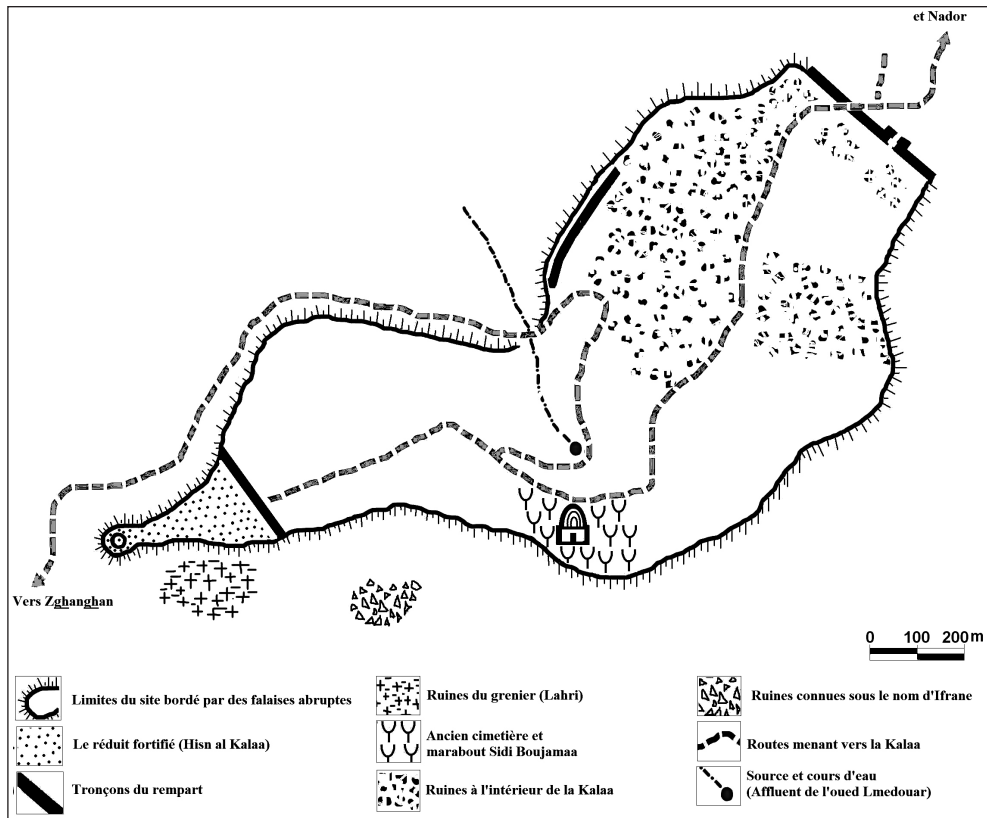 et Nador
Vers Zghanghan
0 100 200 m
Limites du site bordé par des falaises abruptes
Le réduit fortifié (Hisn al Kalaa)
Tronçons du rempart
Ruines du grenier (Lahri)
Ancien cimetière et
marabout Sidi Boujamaa
Ruines à l'intérieur de la Kalaa
Ruines connues sous le nom d'Ifrane
Routes menant vers la Kalaa
Source et cours d'eau
(Affluent de l'oued Lmedouar)